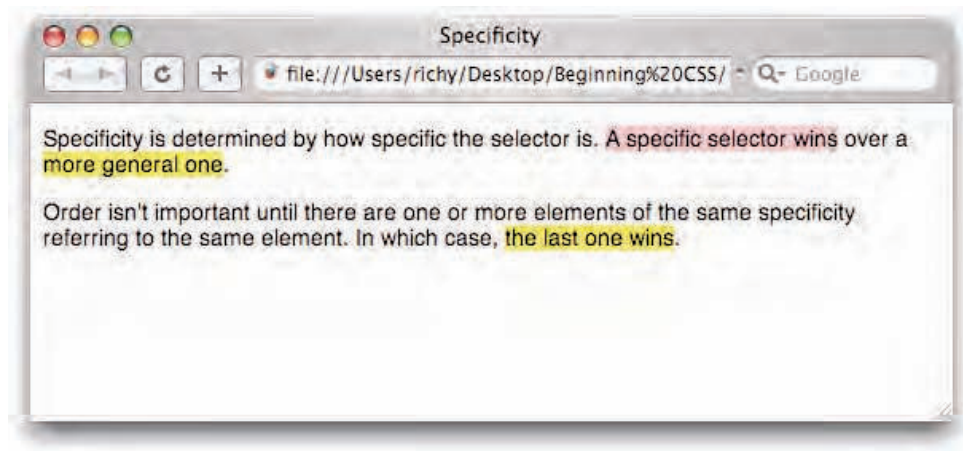 Specificity
file:///Users/richy/Desktop/Beginning%20CSS/
Google
Specificity is determined by how specific the selector is. A specific selector wins over a
more general one.
Order isn't important until there are one or more elements of the same specificity
referring to the same element. In which case, the last one wins.